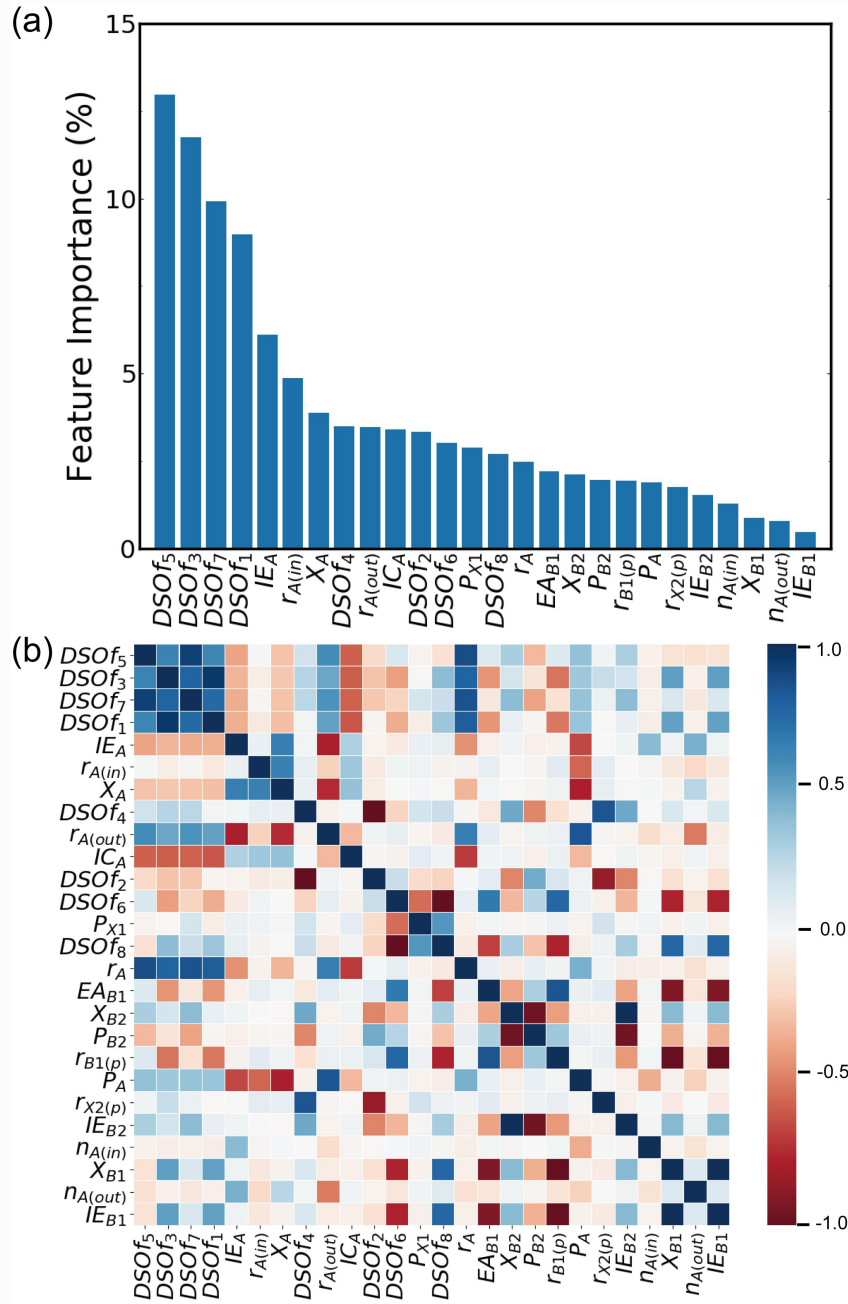 (a)
15
10
5
0
Feature Importance (%)
DSOf5 DSOf3 DSOf7 DSOf1 IEA rA(in) XA DSOf4 rA(out) ICA DSOf2 DSOf6 PX1 DSOf8 rA EAB1 XB2 PB2 rB1(p) PA rX2(p) IEB2 nA(in) XB1 nA(out) IEB1
(b)
DSOf5
DSOf3
DSOf7
DSOf1
IEA
rA(in)
XA
DSOf4
rA(out)
ICA
DSOf2
DSOf6
PX1
DSOf8
rA
EAB1
XB2
PB2
rB1(p)
PA
rX2(p)
IEB2
nA(in)
XB1
nA(out)
IEB1
1.0
0.5
0.0
-0.5
-1.0
DSOf5 DSOf3 DSOf7 DSOf1 IEA rA(in) XA DSOf4 rA(out) ICA DSOf2 DSOf6 PX1 DSOf8 rA EAB1 XB2 PB2 rB1(p) PA rX2(p) IEB2 nA(in) XB1 nA(out) IEB1